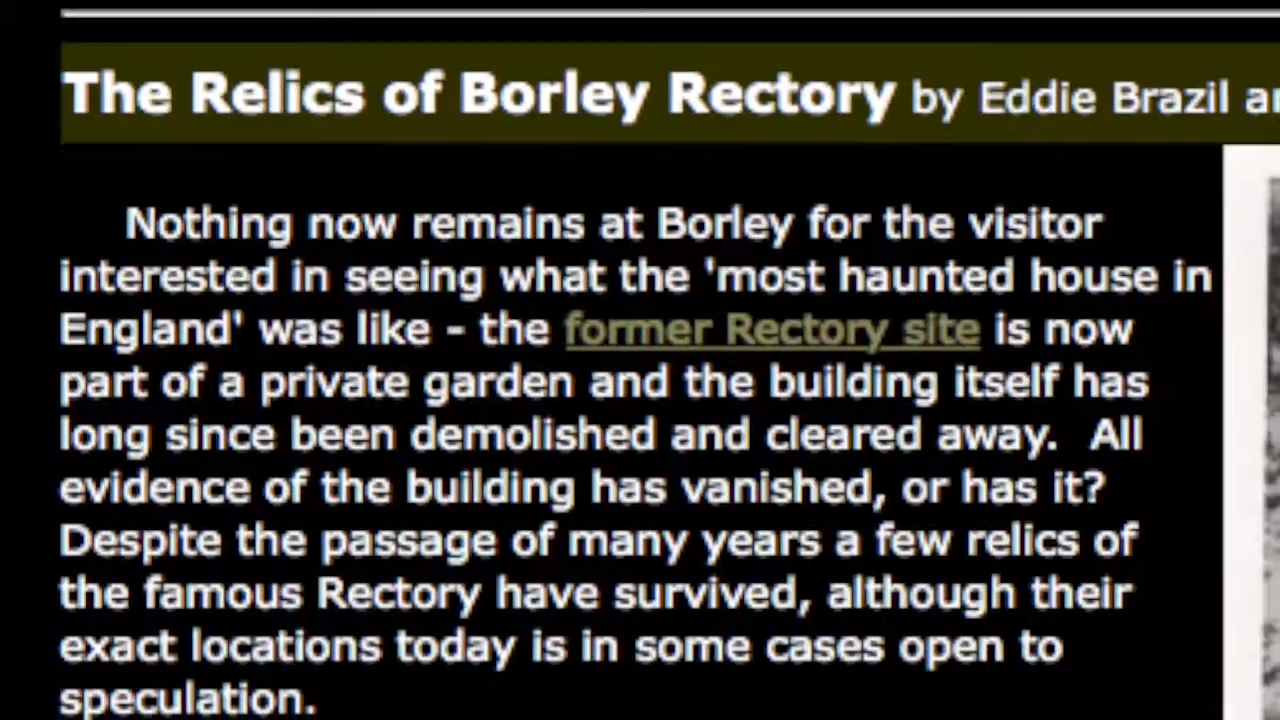 The Relics of Borley Rectory by Eddie Brazil
Nothing now remains at Borley for the visitor
interested in seeing what the 'most haunted house in
England' was like - the former Rectory site is now
part of a private garden and the building itself has
long since been demolished and cleared away.  All
evidence of the building has vanished, or has it?
Despite the passage of many years a few relics of
the famous Rectory have survived, although their
exact locations today is in some cases open to
speculation.